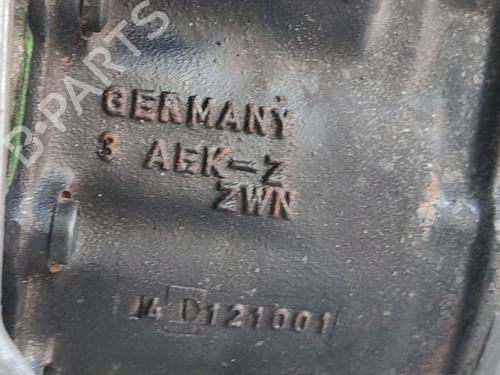 B-PARTS
GERMANY
3 AEK-Z
ZWN
14 D121001